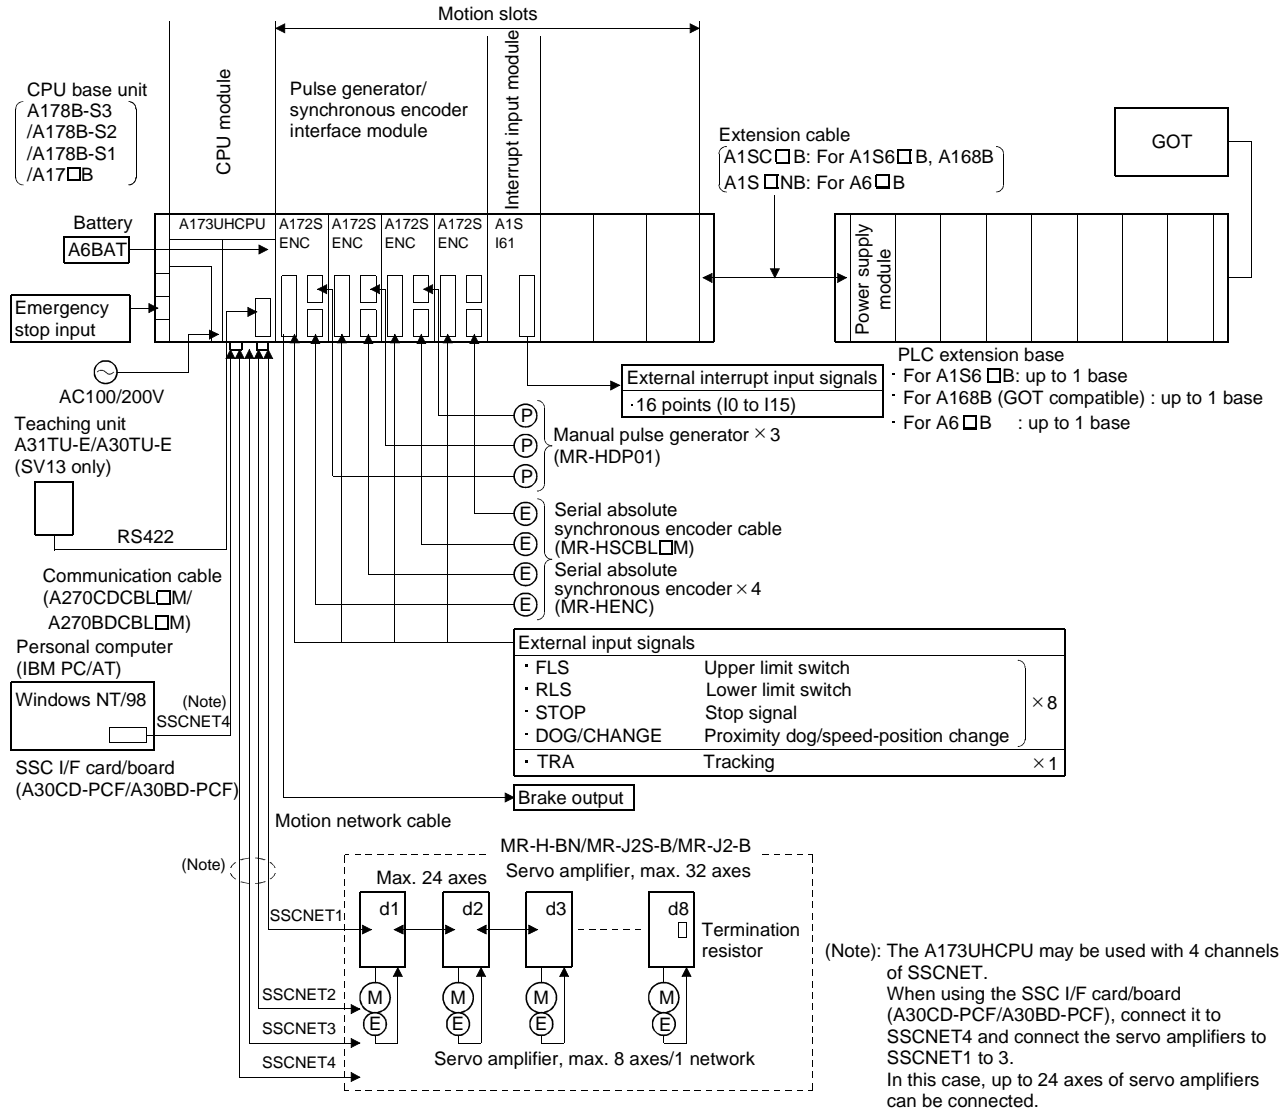 Motion slots
CPU base unit
A178B-S3
/A178B-S2
/A178B-S1
/A17□B
CPU module
Pulse generator/
synchronous encoder
interface module
Interrupt input module
Extension cable
A1SC□B: For A1S6□B, A168B
A1S□NB: For A6□B
GOT
Battery
A6BAT
A173UHCPU
A172S
ENC
A172S
ENC
A172S
ENC
A172S
ENC
A1S
I61
Power supply
module
Emergency
stop input
AC100/200V
External interrupt input signals
·16 points (I0 to I15)
PLC extension base
· For A1S6□B: up to 1 base
· For A168B (GOT compatible) : up to 1 base
· For A6□B : up to 1 base
Teaching unit
A31TU-E/A30TU-E
(SV13 only)
RS422
P
P
P
Manual pulse generator ×3
(MR-HDP01)
E
E
E
E
Serial absolute
synchronous encoder cable
(MR-HSCBL□M)
Serial absolute
synchronous encoder×4
(MR-HENC)
Communication cable
(A270CDCBL□M/
A270BDCBL□M)
Personal computer
(IBM PC/AT)
Windows NT/98
(Note)
SSCNET4
SSC I/F card/board
(A30CD-PCF/A30BD-PCF)
External input signals
· FLS Upper limit switch
· RLS Lower limit switch
· STOP Stop signal
· DOG/CHANGE Proximity dog/speed-position change
×8
· TRA Tracking ×1
Brake output
Motion network cable
(Note)
MR-H-BN/MR-J2S-B/MR-J2-B
Servo amplifier, max. 32 axes
Max. 24 axes
SSCNET1
d1
d2
d3
d8
Termination
resistor
SSCNET2
M
M
M
M
SSCNET3
E
E
E
E
SSCNET4
Servo amplifier, max. 8 axes/1 network
(Note): The A173UHCPU may be used with 4 channels
of SSCNET.
When using the SSC I/F card/board
(A30CD-PCF/A30BD-PCF), connect it to
SSCNET4 and connect the servo amplifiers to
SSCNET1 to 3.
In this case, up to 24 axes of servo amplifiers
can be connected.